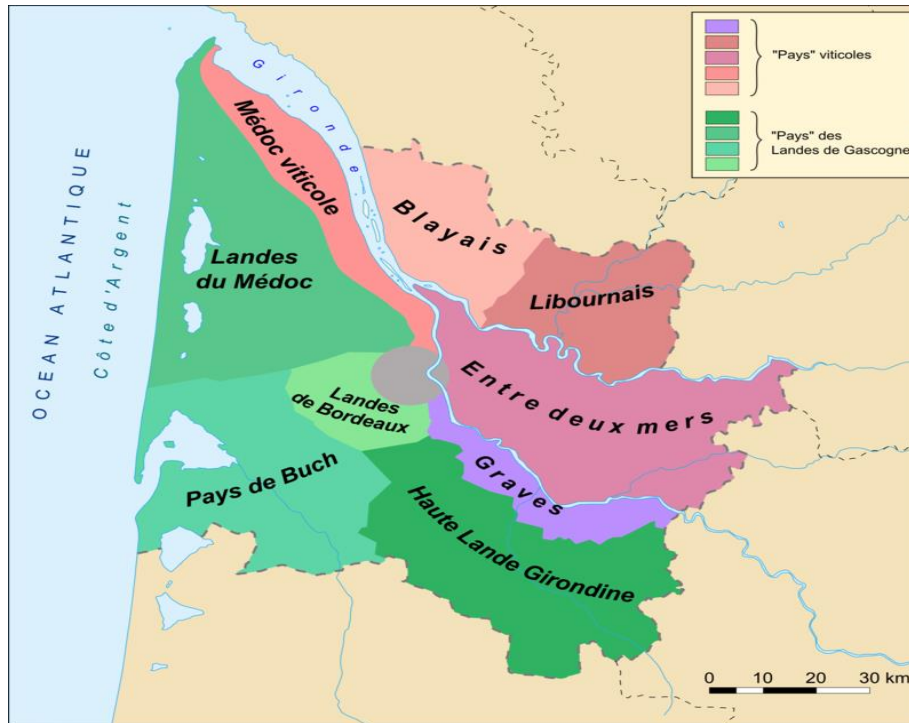 "Pays" viticoles
"Pays" des
Landes de Gascogne
Gironde
Médoc viticole
Blayais
OCEAN ATLANTIQUE
Côte d'Argent
Landes
du Médoc
Libournais
Entre deux mers
Landes
de Bordeaux
Graves
Pays de Buch
Haute Lande Girondine
0 10 20 30 km